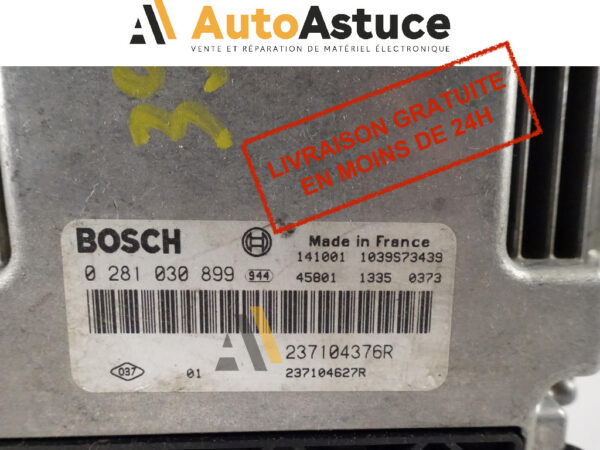 AutoAstuce
VENTE ET RÉPARATION DE MATÉRIEL ÉLECTRONIQUE
39
LIVRAISON GRATUITE
EN MOINS DE 24H
BOSCH Made in France
141001 1039S73439
0 281 030 899 944 45801 1335 0373
237104376R
037 01 237104627R